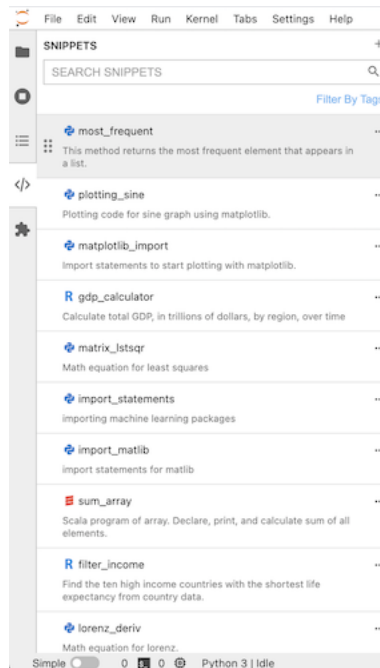 File Edit View Run Kernel Tabs Settings Help
SNIPPETS
SEARCH SNIPPETS
Filter By Tags
most_frequent
This method returns the most frequent element that appears in
a list.
plotting_sine
Plotting code for sine graph using matplotlib.
matplotlib_import
Import statements to start plotting with matplotlib.
R gdp_calculator
Calculate total GDP, in trillions of dollars, by region, over time
matrix_lstsqr
Math equation for least squares
import_statements
importing machine learning packages
import_matlib
import statements for matlib
sum_array
Scala program of array. Declare, print, and calculate sum of all
elements.
R filter_income
Find the ten high income countries with the shortest life
expectancy from country data.
lorenz_deriv
Math equation for lorenz.
Simple 0 0 Python 3 | Idle